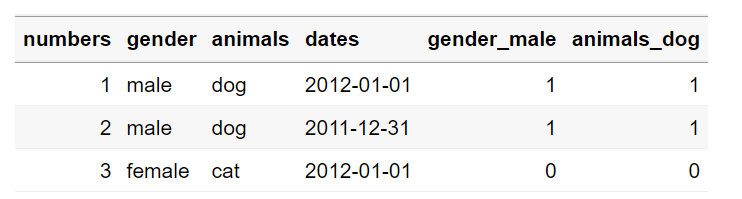 numbers gender animals dates gender_male animals_dog
1 male dog 2012-01-01 1 1
2 male dog 2011-12-31 1 1
3 female cat 2012-01-01 0 0